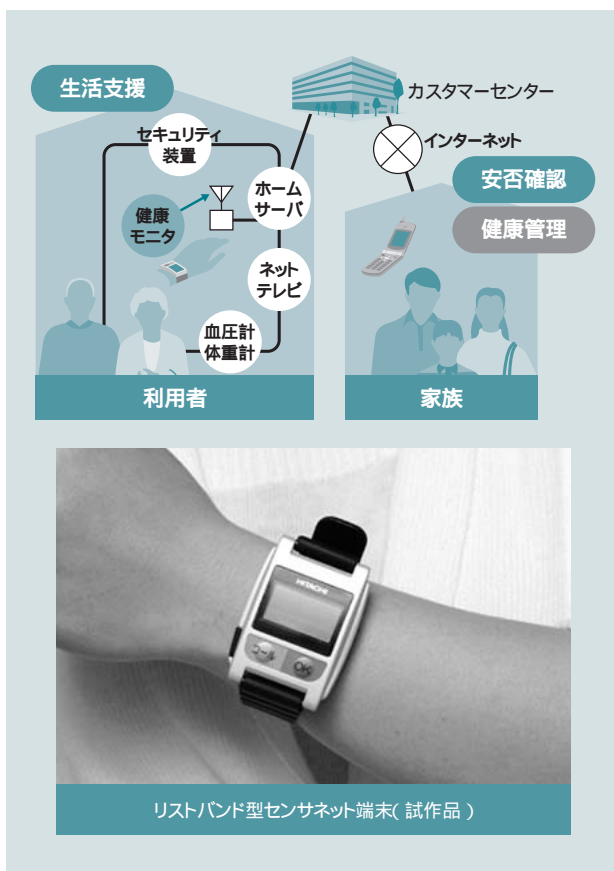 生活支援
カスタマーセンター
セキュリティ
装置
インターネット
安否確認
健康管理
ホーム
サーバ
健康
モニタ
ネット
テレビ
血圧計
体重計
利用者
家族
HITACHI
コール
OK
リストバンド型センサネット端末(試作品)